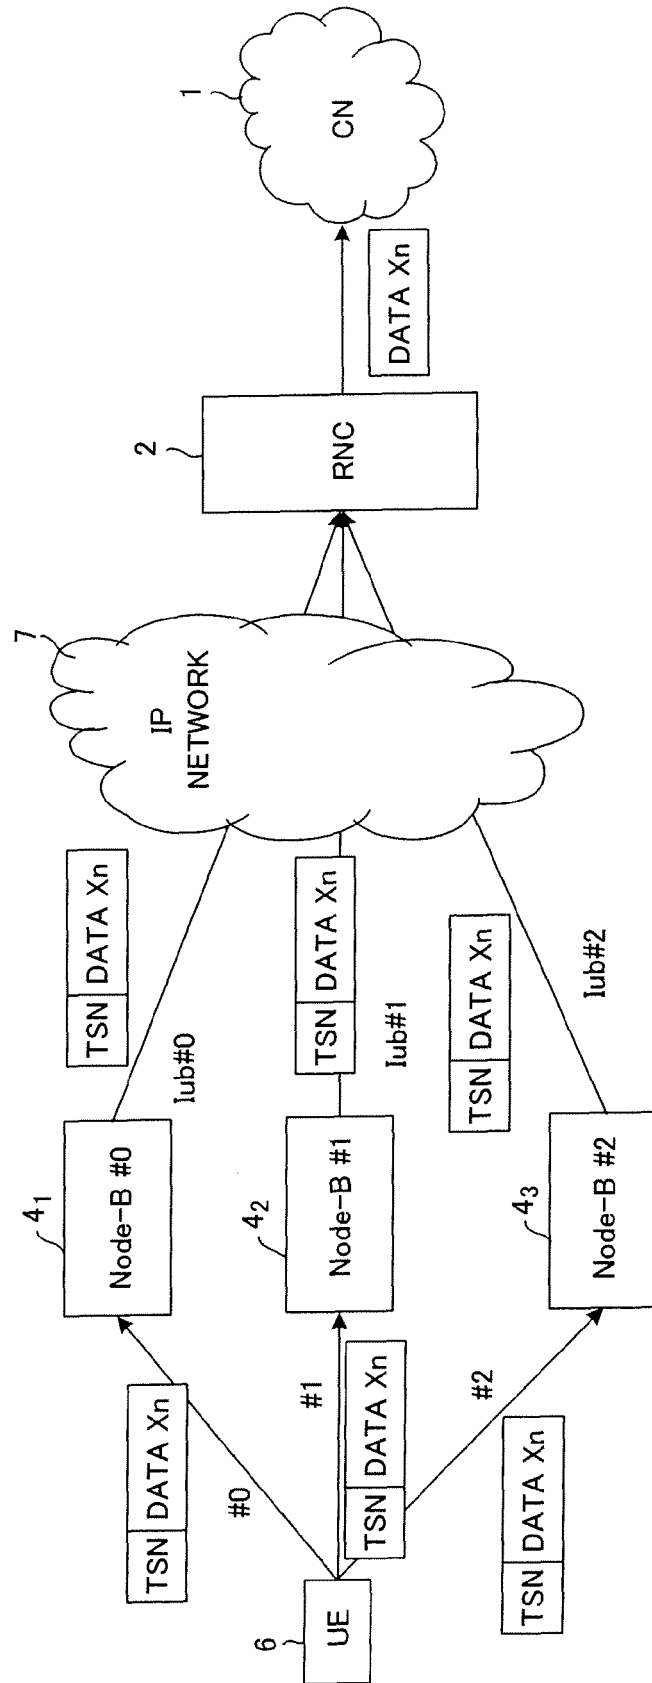 6
UE
#0
#1
#2
TSN DATA Xn
TSN DATA Xn
TSN DATA Xn
4₁
Node-B #0
4₂
Node-B #1
4₃
Node-B #2
TSN DATA Xn
Iub#0
TSN DATA Xn
Iub#1
TSN DATA Xn
Iub#2
7
IP
NETWORK
2
RNC
DATA Xn
1
CN